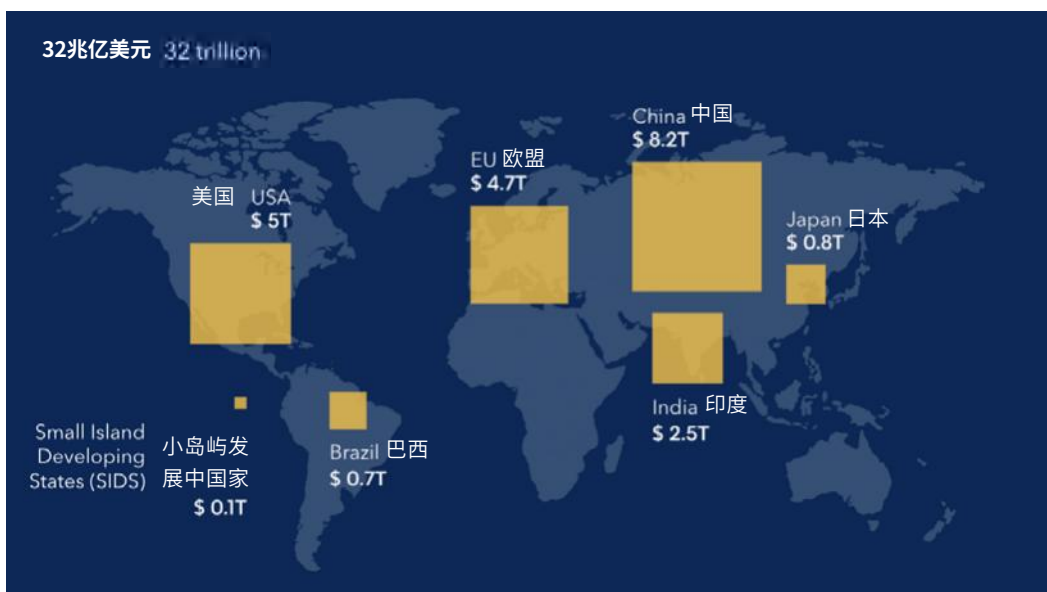 32兆亿美元 32 trillion
China 中国
$ 8.2T
EU 欧盟
$ 4.7T
美国 USA
$ 5T
Japan 日本
$ 0.8T
India 印度
$ 2.5T
Small Island
Developing
States (SIDS)
小岛屿发
展中国家
$ 0.1T
Brazil 巴西
$ 0.7T